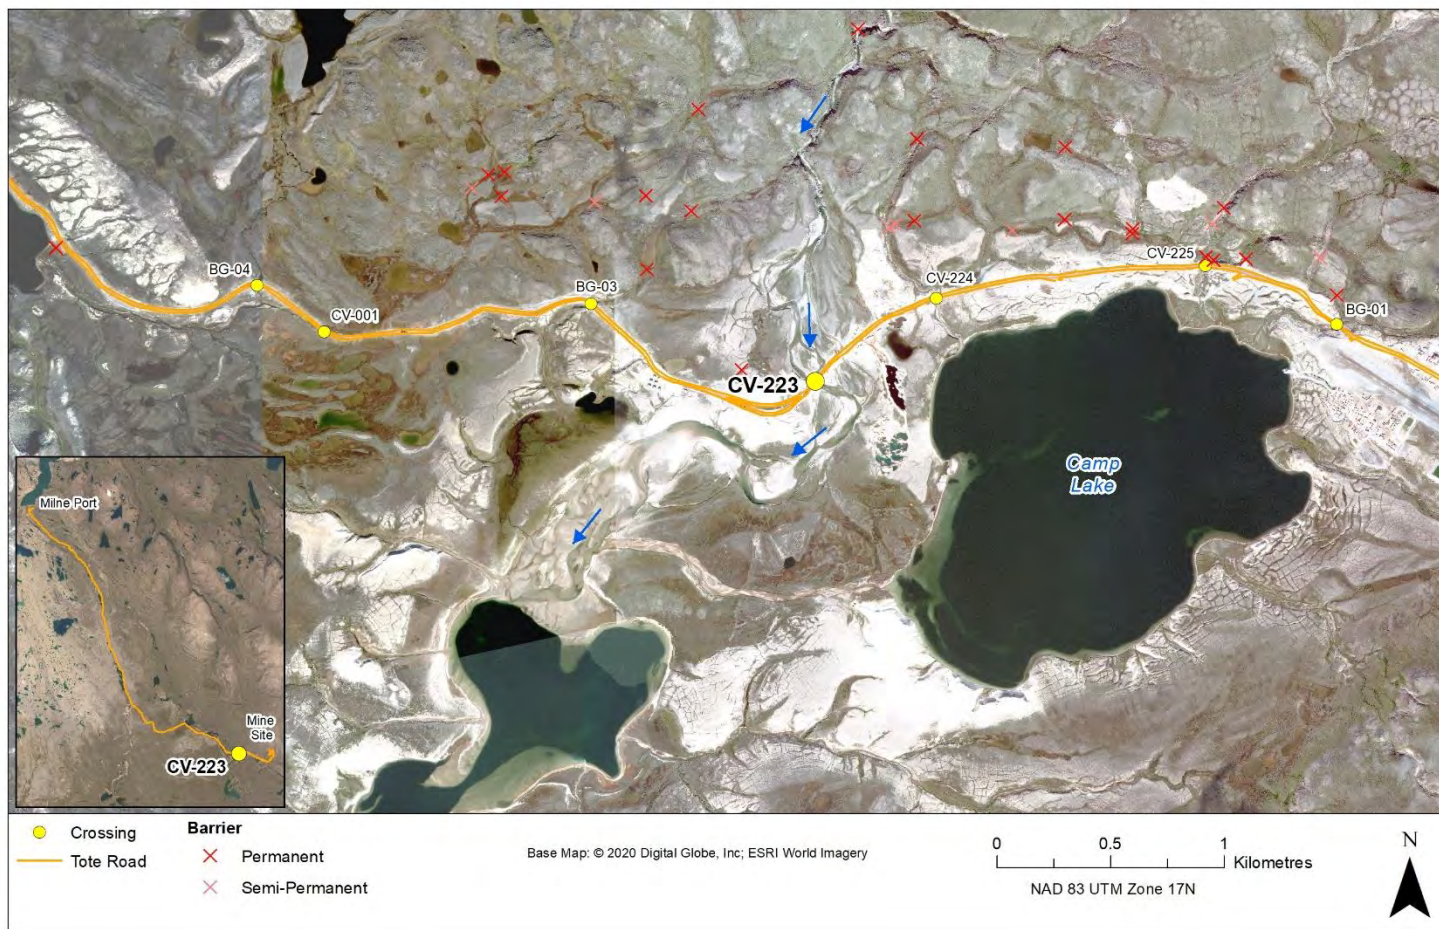 BG-04
CV-001
BG-03
CV-223
CV-224
CV-225
BG-01
Camp
Lake
Milne Port
Mine
Site
CV-223
Crossing
Tote Road
Barrier
Permanent
Semi-Permanent
Base Map: © 2020 Digital Globe, Inc; ESRI World Imagery
0 0.5 1
Kilometres
NAD 83 UTM Zone 17N
N